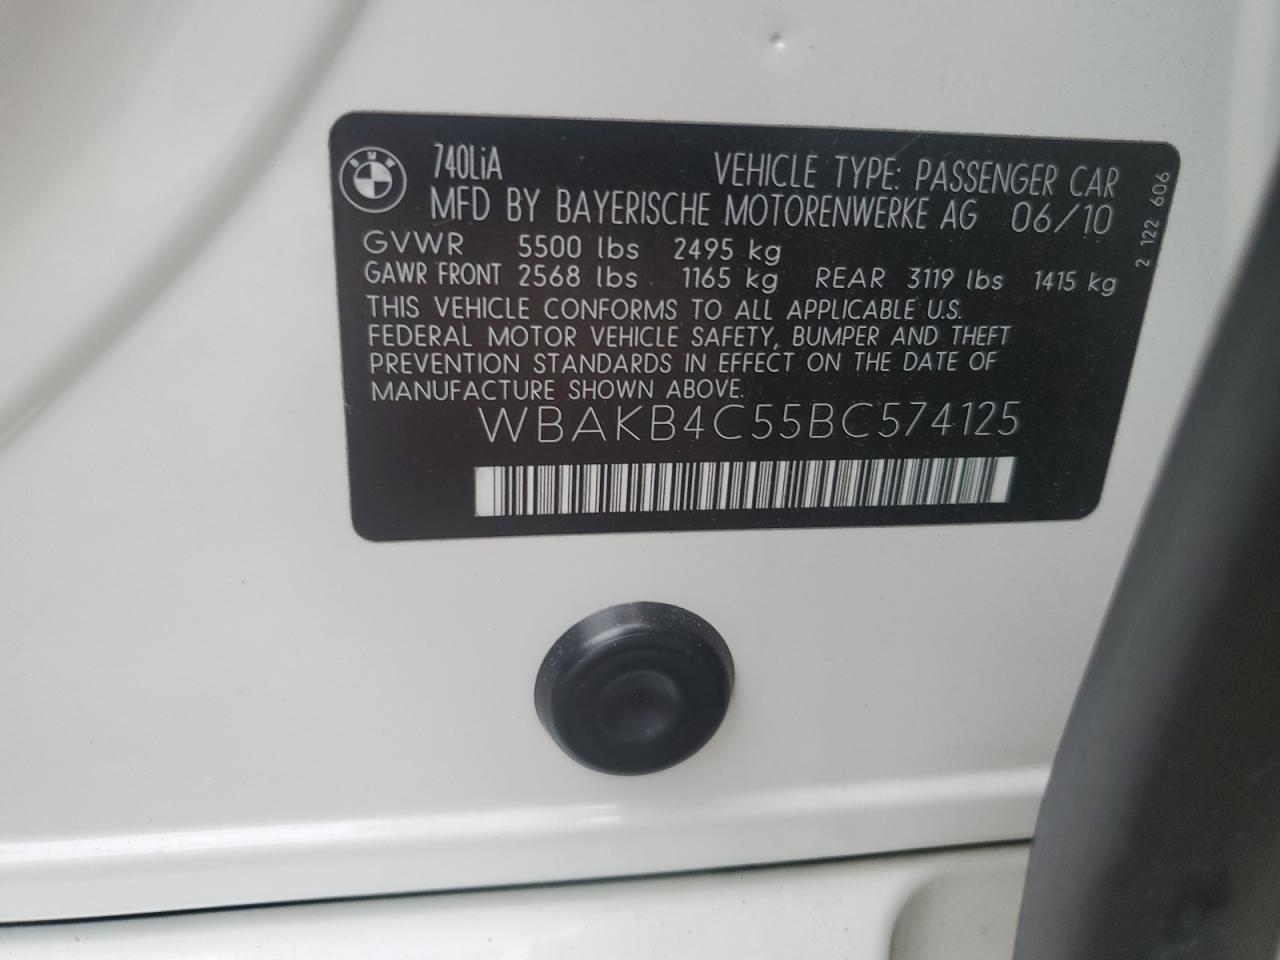 BMW
740LiA VEHICLE TYPE: PASSENGER CAR
MFD BY BAYERISCHE MOTORENWERKE AG 06/10
GVWR 5500 lbs 2495 kg
GAWR FRONT 2568 lbs 1165 kg REAR 3119 lbs 1415 kg
THIS VEHICLE CONFORMS TO ALL APPLICABLE U.S.
FEDERAL MOTOR VEHICLE SAFETY, BUMPER AND THEFT
PREVENTION STANDARDS IN EFFECT ON THE DATE OF
MANUFACTURE SHOWN ABOVE.
WBAKB4C55BC574125
2 122 606